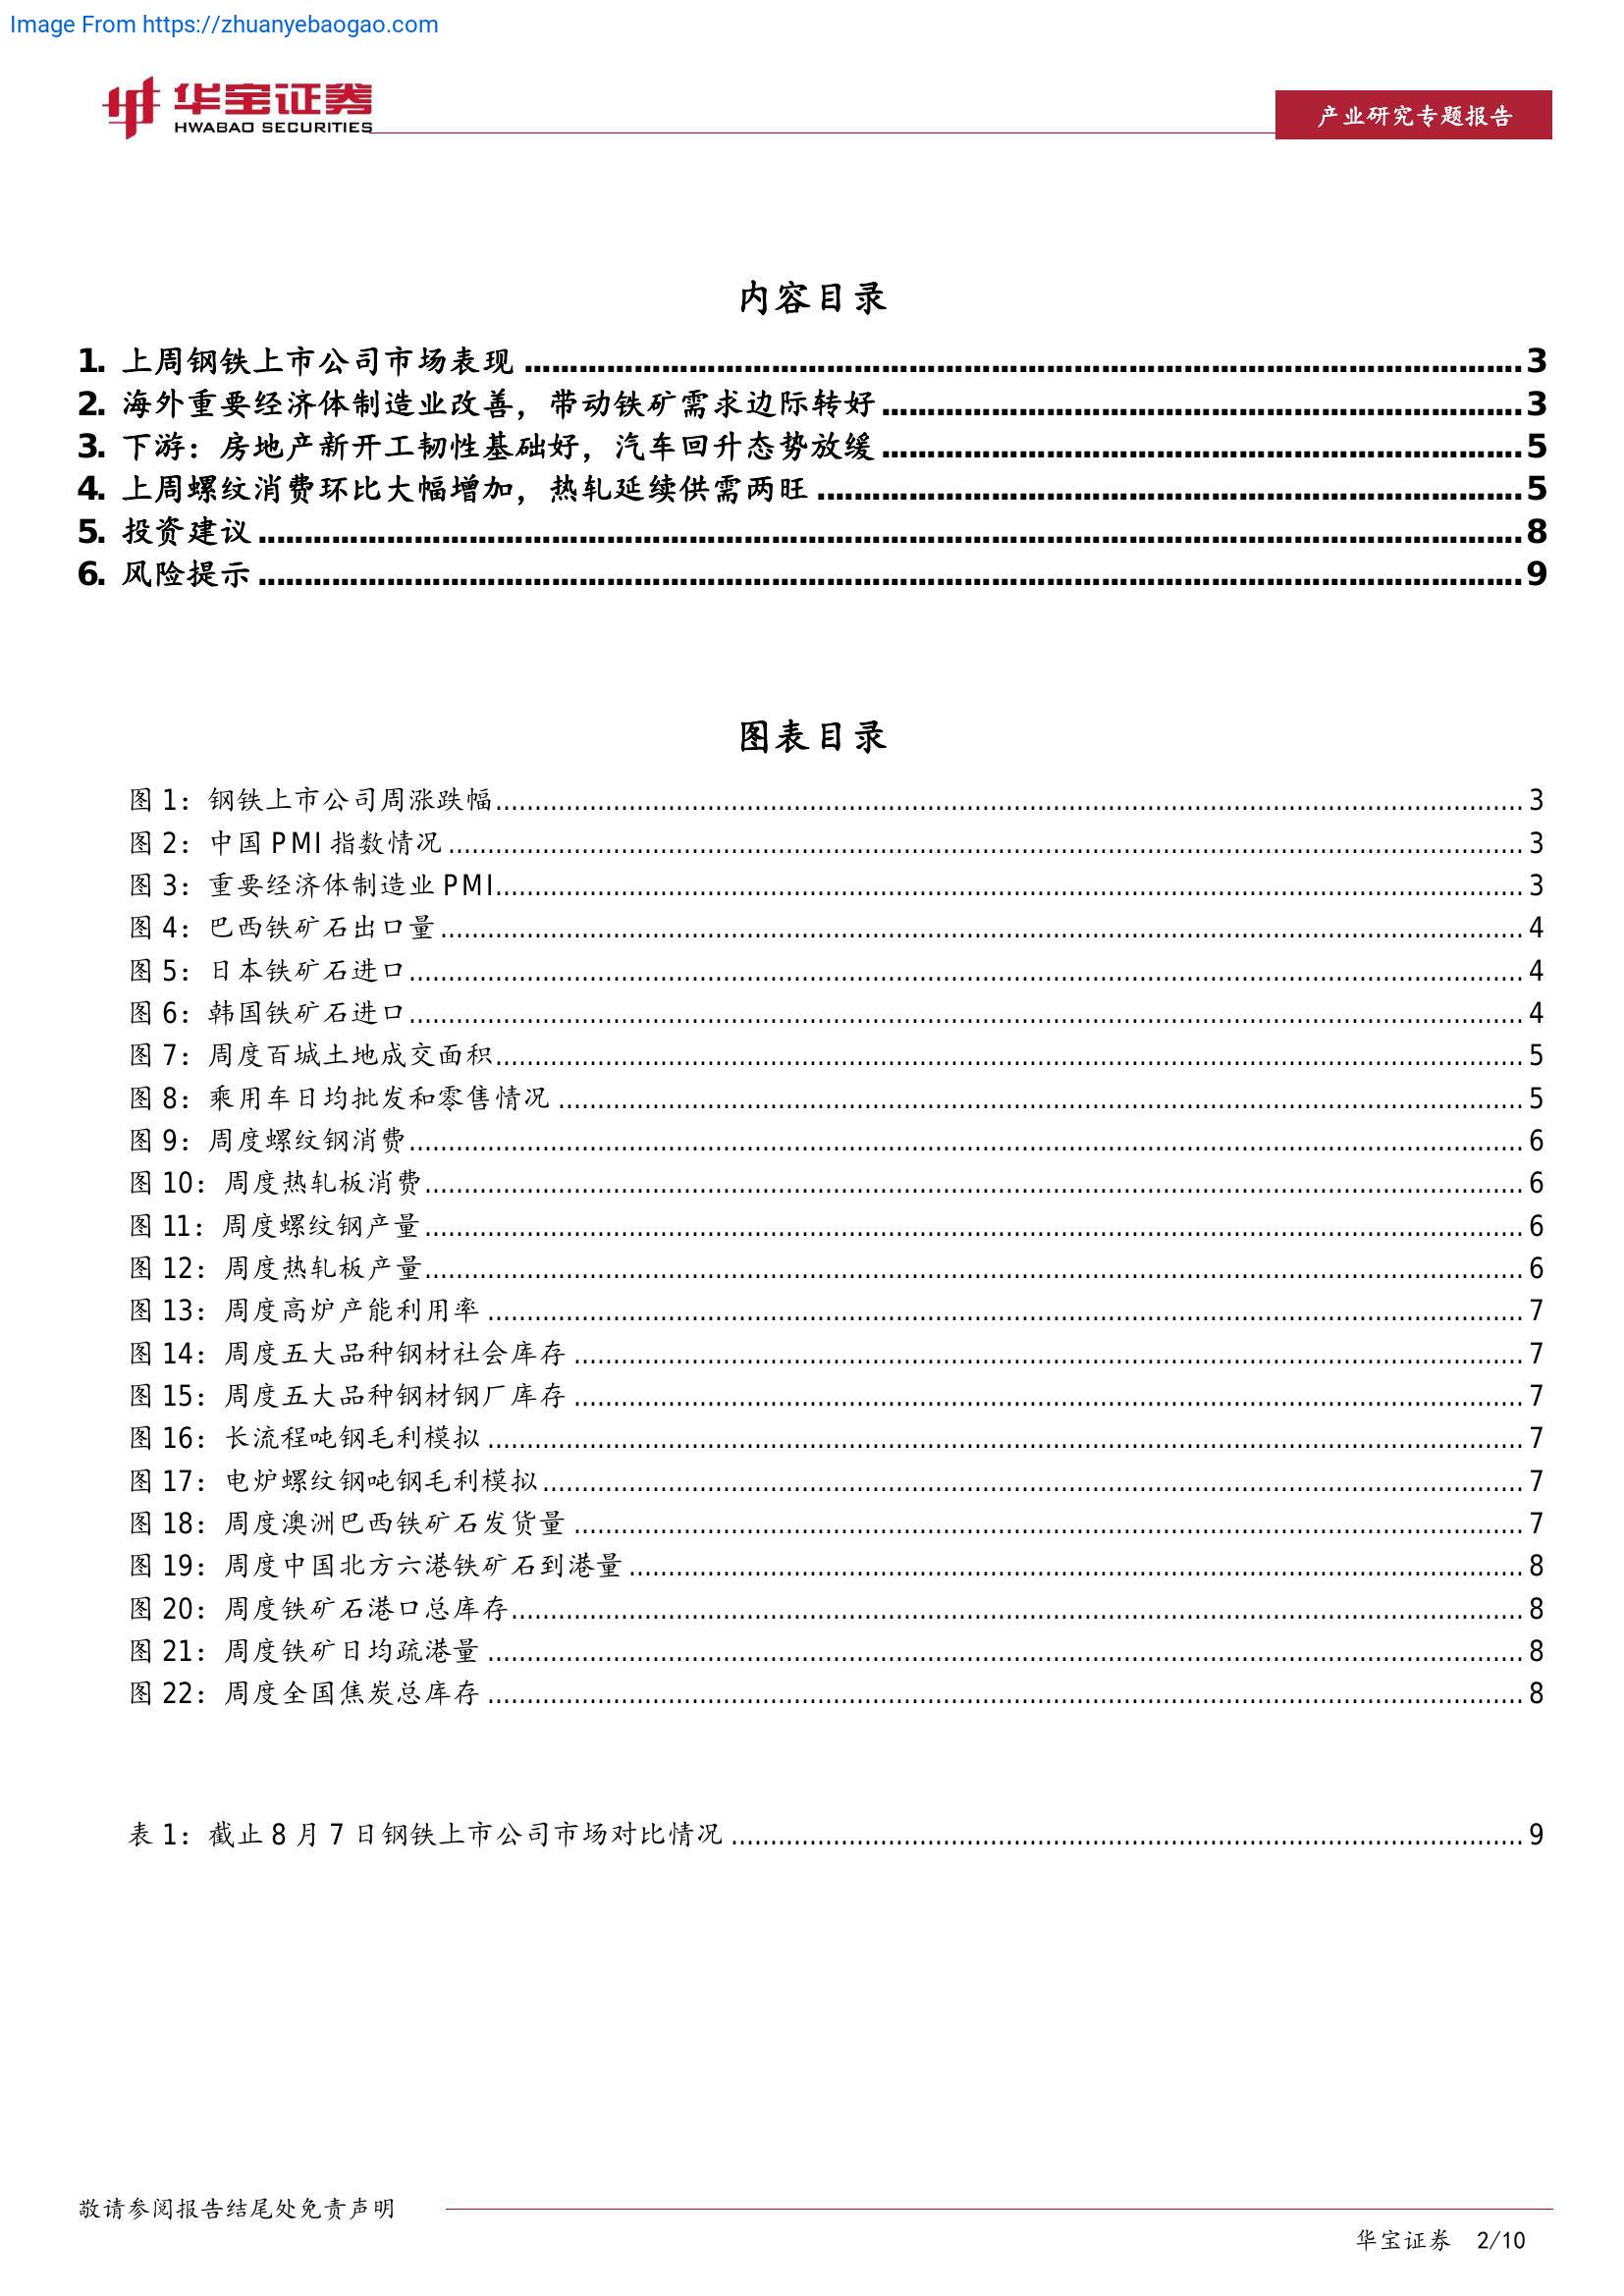 Image From https://zhuanyebaogao.com
华宝证券
HWABAO SECURITIES
产业研究专题报告
内容目录
1. 上周钢铁上市公司市场表现 ........................................ 3
2. 海外重要经济体制造业改善，带动铁矿需求边际转好 ........................................ 3
3. 下游：房地产新开工韧性基础好，汽车回升态势放缓 ........................................ 5
4. 上周螺纹消费环比大幅增加，热轧延续供需两旺 ........................................ 5
5. 投资建议 ........................................ 8
6. 风险提示 ........................................ 9
图表目录
图 1：钢铁上市公司周涨跌幅 ........................................ 3
图 2：中国 PMI 指数情况 ........................................ 3
图 3：重要经济体制造业 PMI ........................................ 3
图 4：巴西铁矿石出口量 ........................................ 4
图 5：日本铁矿石进口 ........................................ 4
图 6：韩国铁矿石进口 ........................................ 4
图 7：周度百城土地成交面积 ........................................ 5
图 8：乘用车日均批发和零售情况 ........................................ 5
图 9：周度螺纹钢消费 ........................................ 6
图 10：周度热轧板消费 ........................................ 6
图 11：周度螺纹钢产量 ........................................ 6
图 12：周度热轧板产量 ........................................ 6
图 13：周度高炉产能利用率 ........................................ 7
图 14：周度五大品种钢材社会库存 ........................................ 7
图 15：周度五大品种钢材钢厂库存 ........................................ 7
图 16：长流程吨钢毛利模拟 ........................................ 7
图 17：电炉螺纹钢吨钢毛利模拟 ........................................ 7
图 18：周度澳洲巴西铁矿石发货量 ........................................ 7
图 19：周度中国北方六港铁矿石到港量 ........................................ 8
图 20：周度铁矿石港口总库存 ........................................ 8
图 21：周度铁矿日均疏港量 ........................................ 8
图 22：周度全国焦炭总库存 ........................................ 8
表 1：截止 8 月 7 日钢铁上市公司市场对比情况 ........................................ 9
敬请参阅报告结尾处免责声明
华宝证券 2/10